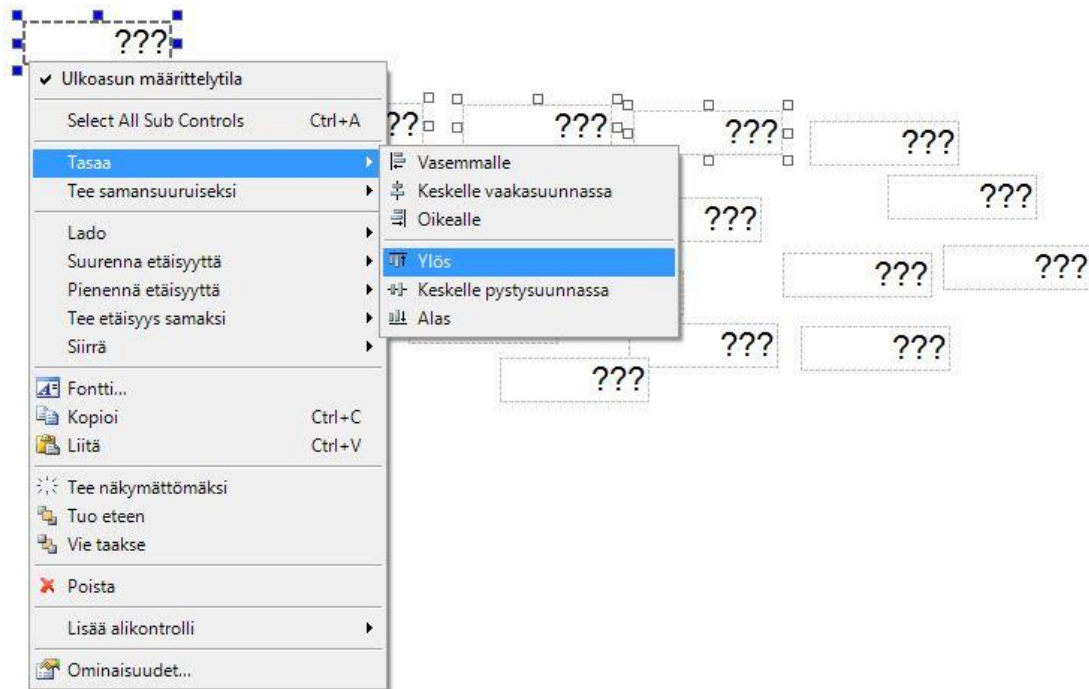 ???
✔ Ulkoasun määrittelytila
Select All Sub Controls Ctrl+A
Tasaa
Tee samansuuruiseksi
Lado
Suurenna etäisyyttä
Pienennä etäisyyttä
Tee etäisyys samaksi
Siirrä
Fontti...
Kopioi Ctrl+C
Liitä Ctrl+V
Tee näkymättömäksi
Tuo eteen
Vie taakse
Poista
Lisää alikontrolli
Ominaisuudet...
Vasemmalle
Keskelle vaakasuunnassa
Oikealle
Ylös
Keskelle pystysuunnassa
Alas
??? ??? ??? ???
???
???
??? ???
??? ???
???